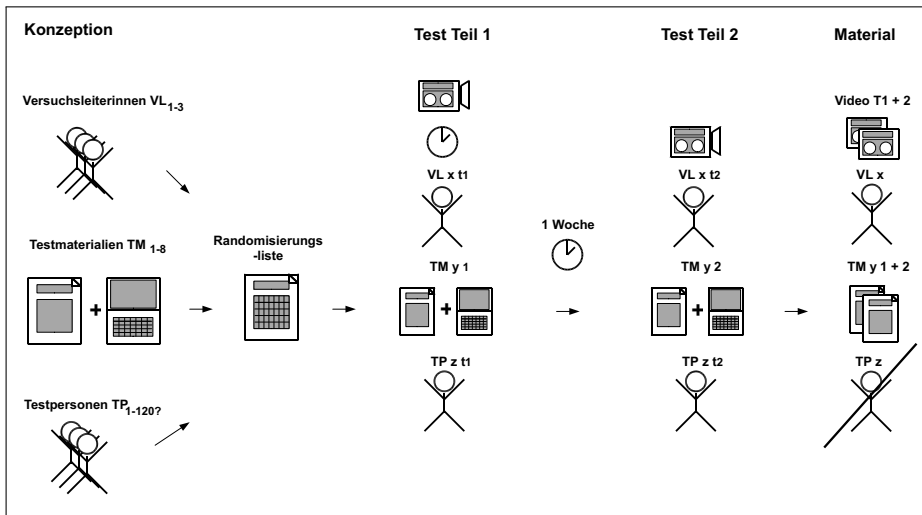 Konzeption
Test Teil 1
Test Teil 2
Material
Versuchsleiterinnen VL1-3
Video T1 + 2
VL x t1
VL x t2
VL x
Testmaterialien TM 1-8
Randomisierungs
-liste
1 Woche
TM y 1
TM y 2
TM y 1 + 2
+
+
+
TP z t1
TP z t2
TP z
Testpersonen TP1-120?